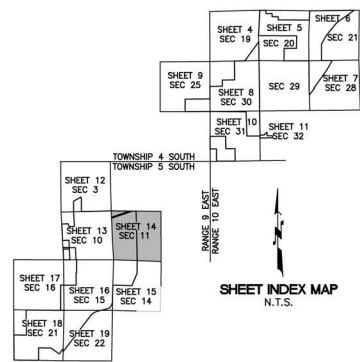 SHEET 4
SEC 19
SHEET 5
SEC 20
SHEET 6
SEC 21
SHEET 9
SEC 25
SHEET 8
SEC 30
SEC 29
SHEET 7
SEC 28
SHEET 10
SEC 31
SHEET 11
SEC 32
TOWNSHIP 4 SOUTH
TOWNSHIP 5 SOUTH
RANGE 9 EAST
RANGE 10 EAST
SHEET 12
SEC 3
SHEET 13
SEC 10
SHEET 14
SEC 11
SHEET 17
SEC 16
SHEET 16
SEC 15
SHEET 15
SEC 14
SHEET 18
SEC 21
SHEET 19
SEC 22
N
SHEET INDEX MAP
N.T.S.